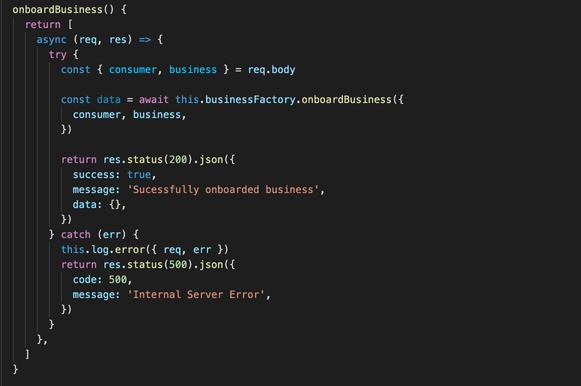 onboardBusiness() {
  return [
    async (req, res) => {
      try {
        const { consumer, business } = req.body

        const data = await this.businessFactory.onboardBusiness({
          consumer, business,
        })

        return res.status(200).json({
          success: true,
          message: 'Sucessfully onboarded business',
          data: {},
        })
      } catch (err) {
        this.log.error({ req, err })
        return res.status(500).json({
          code: 500,
          message: 'Internal Server Error',
        })
      }
    },
  ]
}